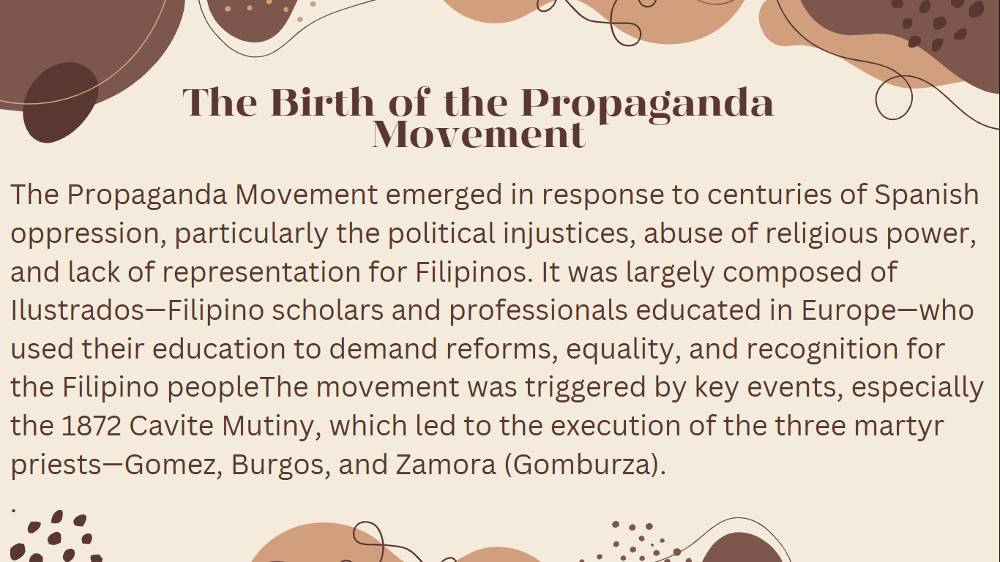 The Birth of the Propaganda
Movement
The Propaganda Movement emerged in response to centuries of Spanish
oppression, particularly the political injustices, abuse of religious power,
and lack of representation for Filipinos. It was largely composed of
Ilustrados—Filipino scholars and professionals educated in Europe—who
used their education to demand reforms, equality, and recognition for
the Filipino peopleThe movement was triggered by key events, especially
the 1872 Cavite Mutiny, which led to the execution of the three martyr
priests—Gomez, Burgos, and Zamora (Gomburza).
.